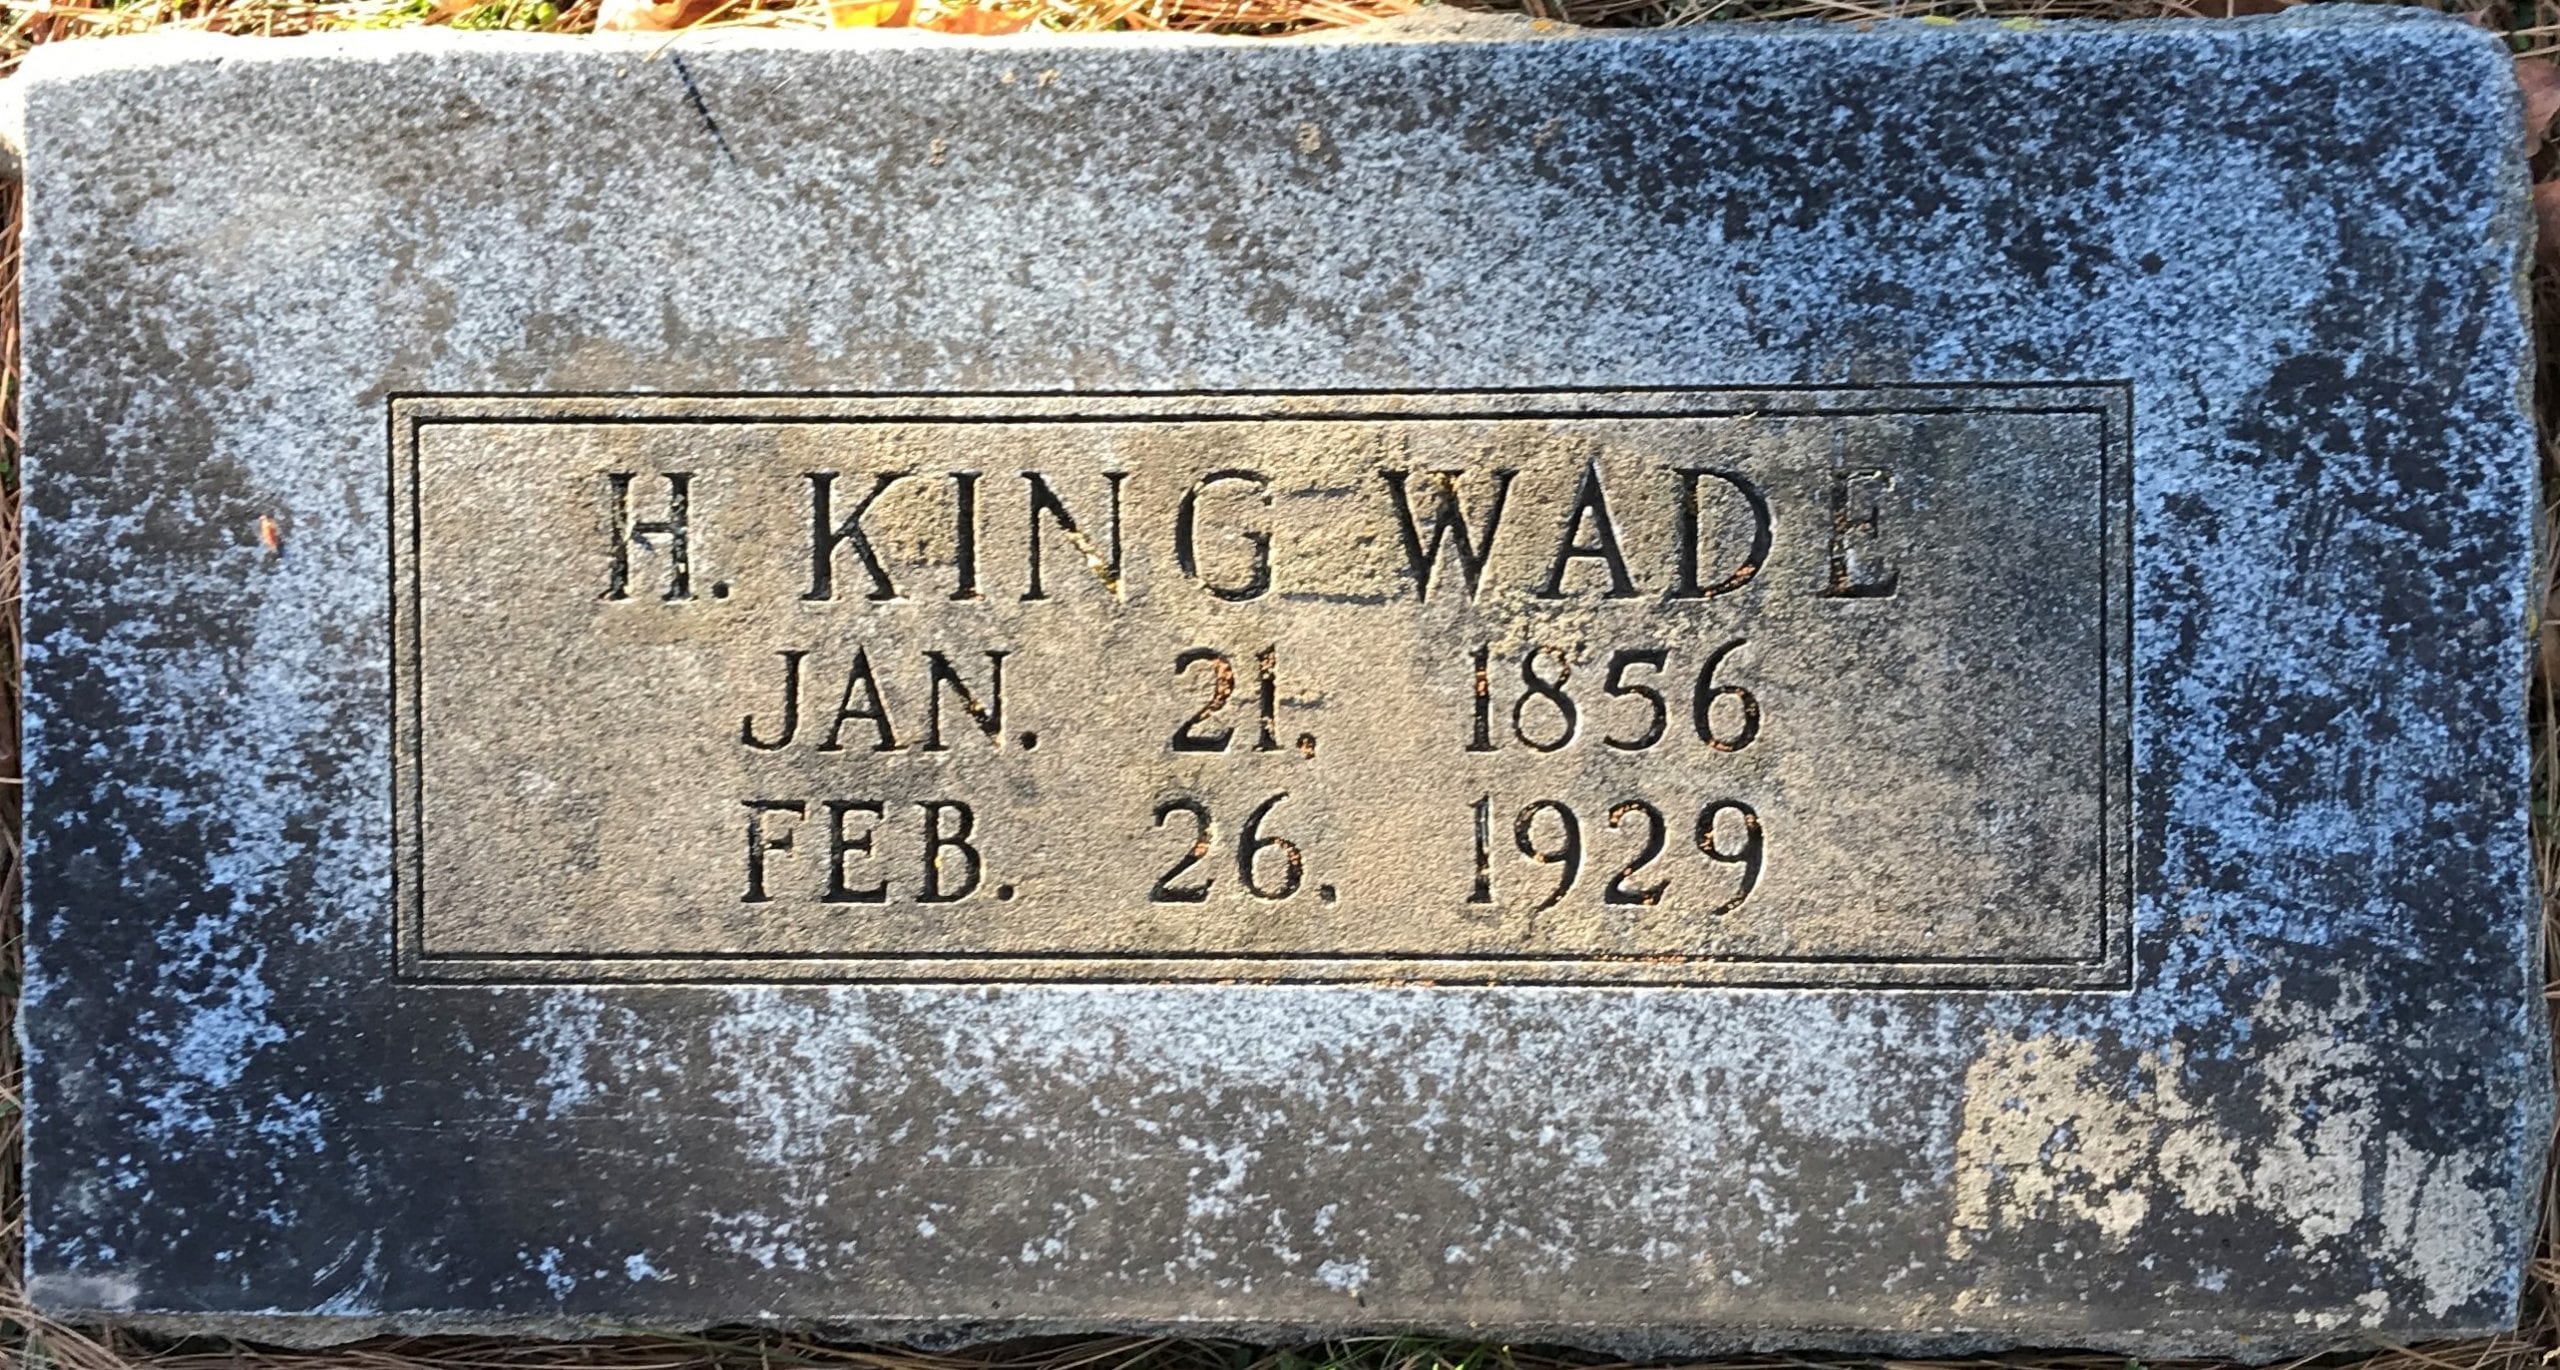 H. KING WADE
JAN. 21, 1856
FEB. 26. 1929